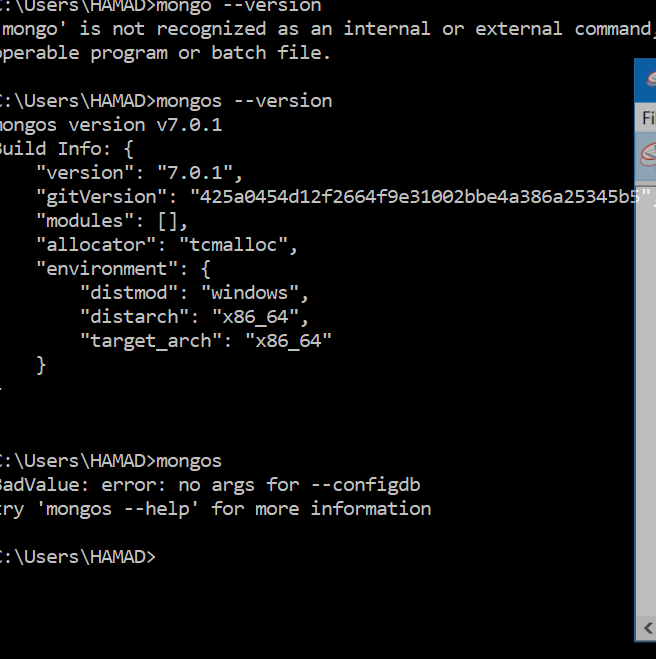 :\Users\HAMAD>mongo --version
mongo' is not recognized as an internal or external command,
operable program or batch file.
C:\Users\HAMAD>mongos --version
mongos version v7.0.1
Build Info: {
    "version": "7.0.1",
    "gitVersion": "425a0454d12f2664f9e31002bbe4a386a25345b5",
    "modules": [],
    "allocator": "tcmalloc",
    "environment": {
        "distmod": "windows",
        "distarch": "x86_64",
        "target_arch": "x86_64"
    }
}
C:\Users\HAMAD>mongos
BadValue: error: no args for --configdb
try 'mongos --help' for more information
C:\Users\HAMAD>
Fi